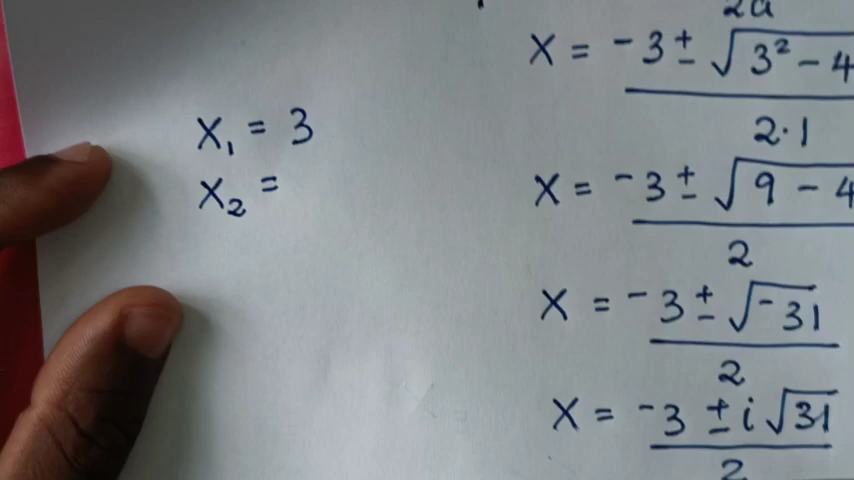 x₁ = 3
x₂ =
2a
x = -3 ± √3² - 4
2·1
x = -3 ± √9 - 4
2
x = -3 ± √-31
2
x = -3 ± i√31
2